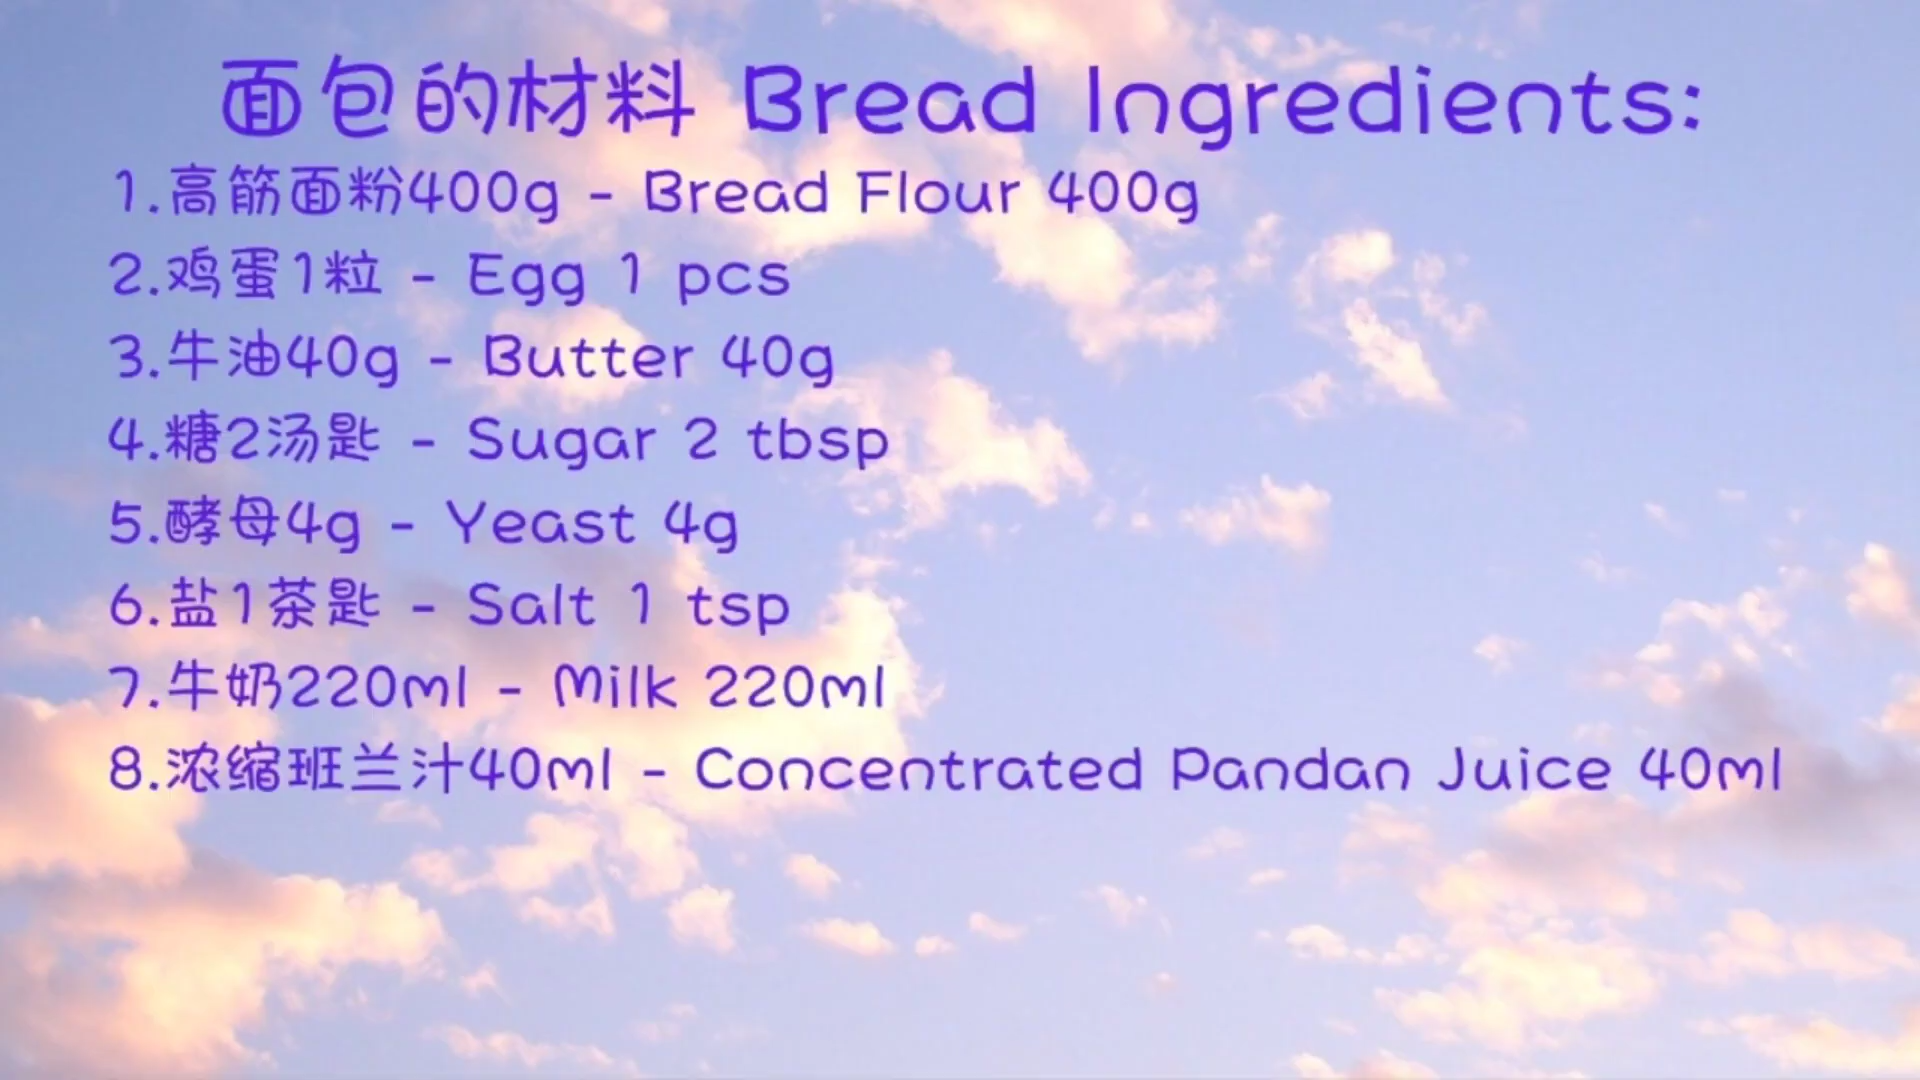 面包的材料 Bread Ingredients:
1.高筋面粉400g - Bread Flour 400g
2.鸡蛋1粒 - Egg 1 pcs
3.牛油40g - Butter 40g
4.糖2汤匙 - Sugar 2 tbsp
5.酵母4g - Yeast 4g
6.盐1茶匙 - Salt 1 tsp
7.牛奶220ml - Milk 220ml
8.浓缩班兰汁40ml - Concentrated Pandan Juice 40ml